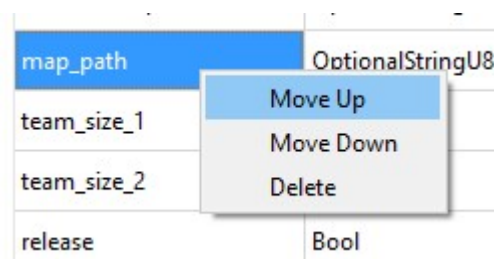 map_path OptionalStringU8
Move Up
team_size_1
Move Down
team_size_2
Delete
release Bool